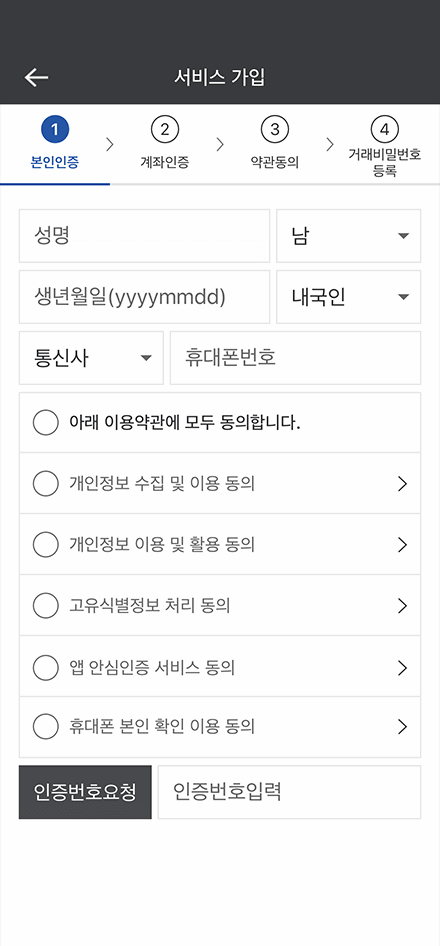 서비스 가입
1
본인인증
2
계좌인증
3
약관동의
4
거래비밀번호
등록
성명
남
생년월일(yyyymmdd)
내국인
통신사
휴대폰번호
아래 이용약관에 모두 동의합니다.
개인정보 수집 및 이용 동의
개인정보 이용 및 활용 동의
고유식별정보 처리 동의
앱 안심인증 서비스 동의
휴대폰 본인 확인 이용 동의
인증번호요청
인증번호입력